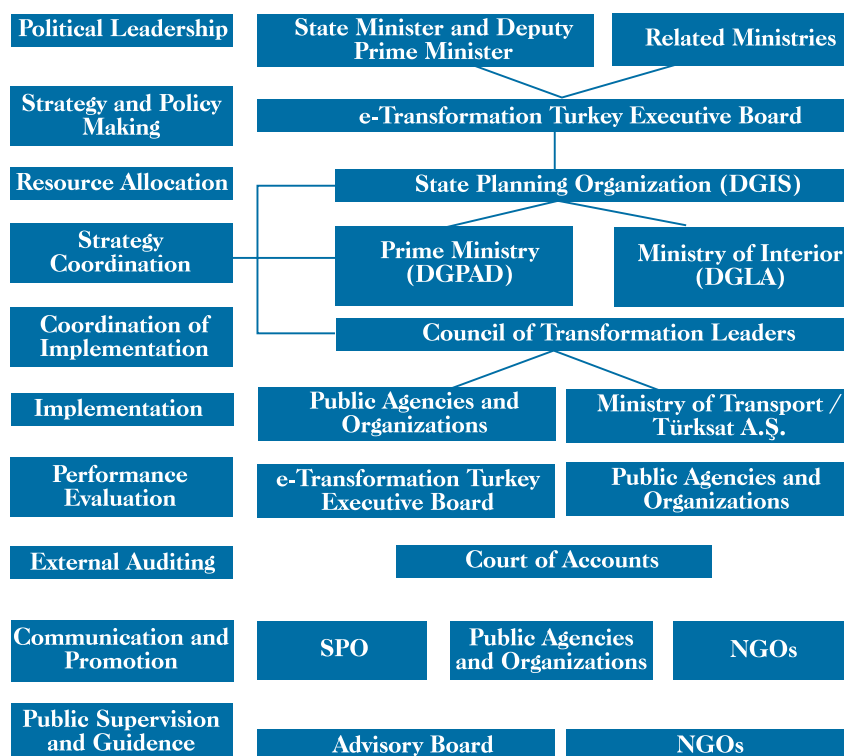 Political Leadership
State Minister and Deputy
Prime Minister
Related Ministries
Strategy and Policy
Making
e-Transformation Turkey Executive Board
Resource Allocation
State Planning Organization (DGIS)
Strategy
Coordination
Prime Ministry
(DGPAD)
Ministry of Interior
(DGLA)
Coordination of
Implementation
Council of Transformation Leaders
Implementation
Public Agencies and
Organizations
Ministry of Transport /
Türksat A.Ş.
Performance
Evaluation
e-Transformation Turkey
Executive Board
Public Agencies and
Organizations
External Auditing
Court of Accounts
Communication and
Promotion
SPO
Public Agencies
and Organizations
NGOs
Public Supervision
and Guidence
Advisory Board
NGOs